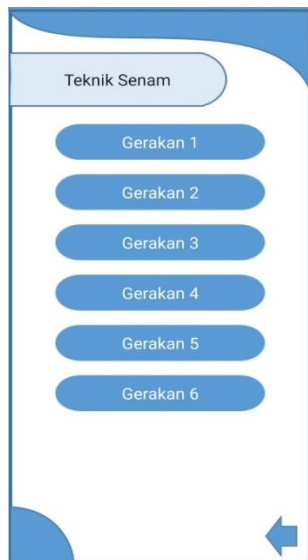 Teknik Senam
Gerakan 1
Gerakan 2
Gerakan 3
Gerakan 4
Gerakan 5
Gerakan 6